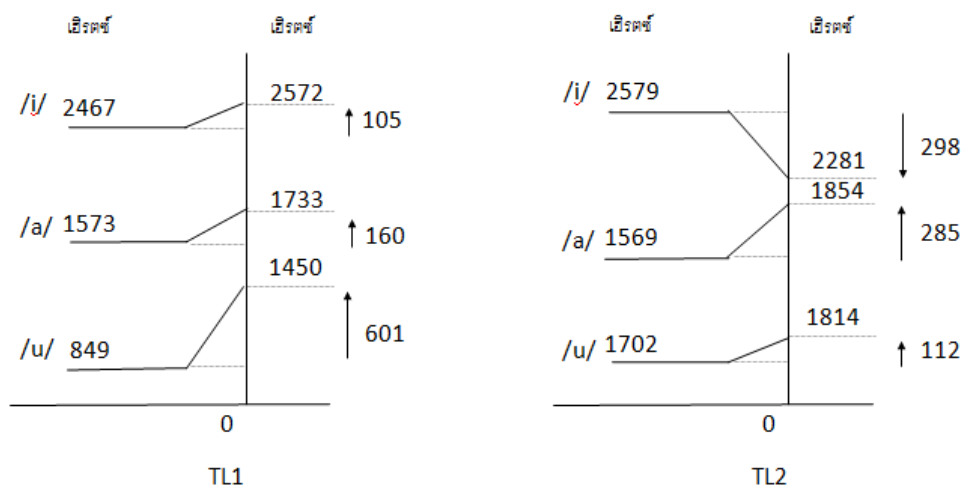 เฮิรตซ์ เฮิรตซ์ เฮิรตซ์ เฮิรตซ์
/i/ 2467 2572 105
/a/ 1573 1733 160
/u/ 849 1450 601
0
TL1
/i/ 2579 2281 298
/a/ 1569 1854 285
/u/ 1702 1814 112
0
TL2